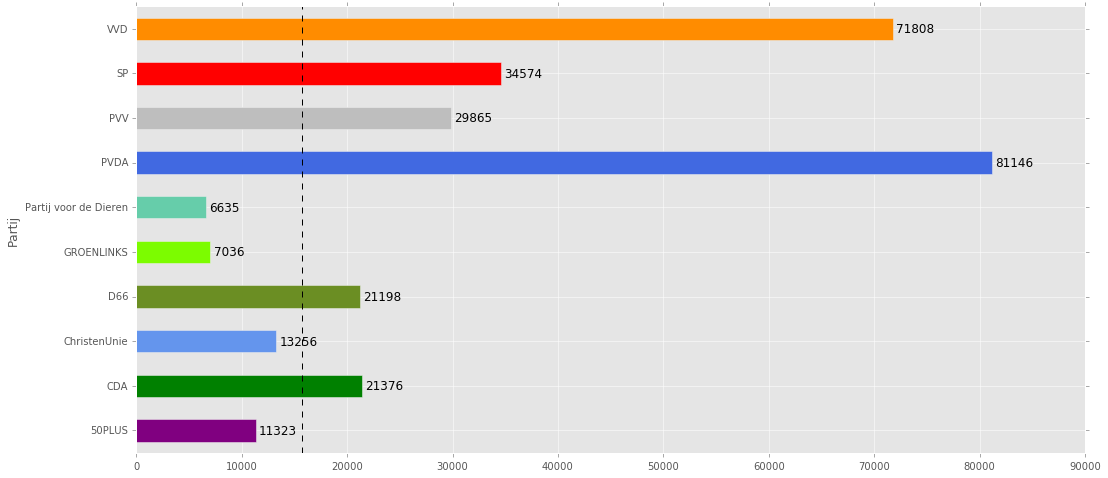 VVD 71808
SP 34574
PVV 29865
PVDA 81146
Partij voor de Dieren 6635
GROENLINKS 7036
D66 21198
ChristenUnie 13256
CDA 21376
50PLUS 11323
Partij
0 10000 20000 30000 40000 50000 60000 70000 80000 90000